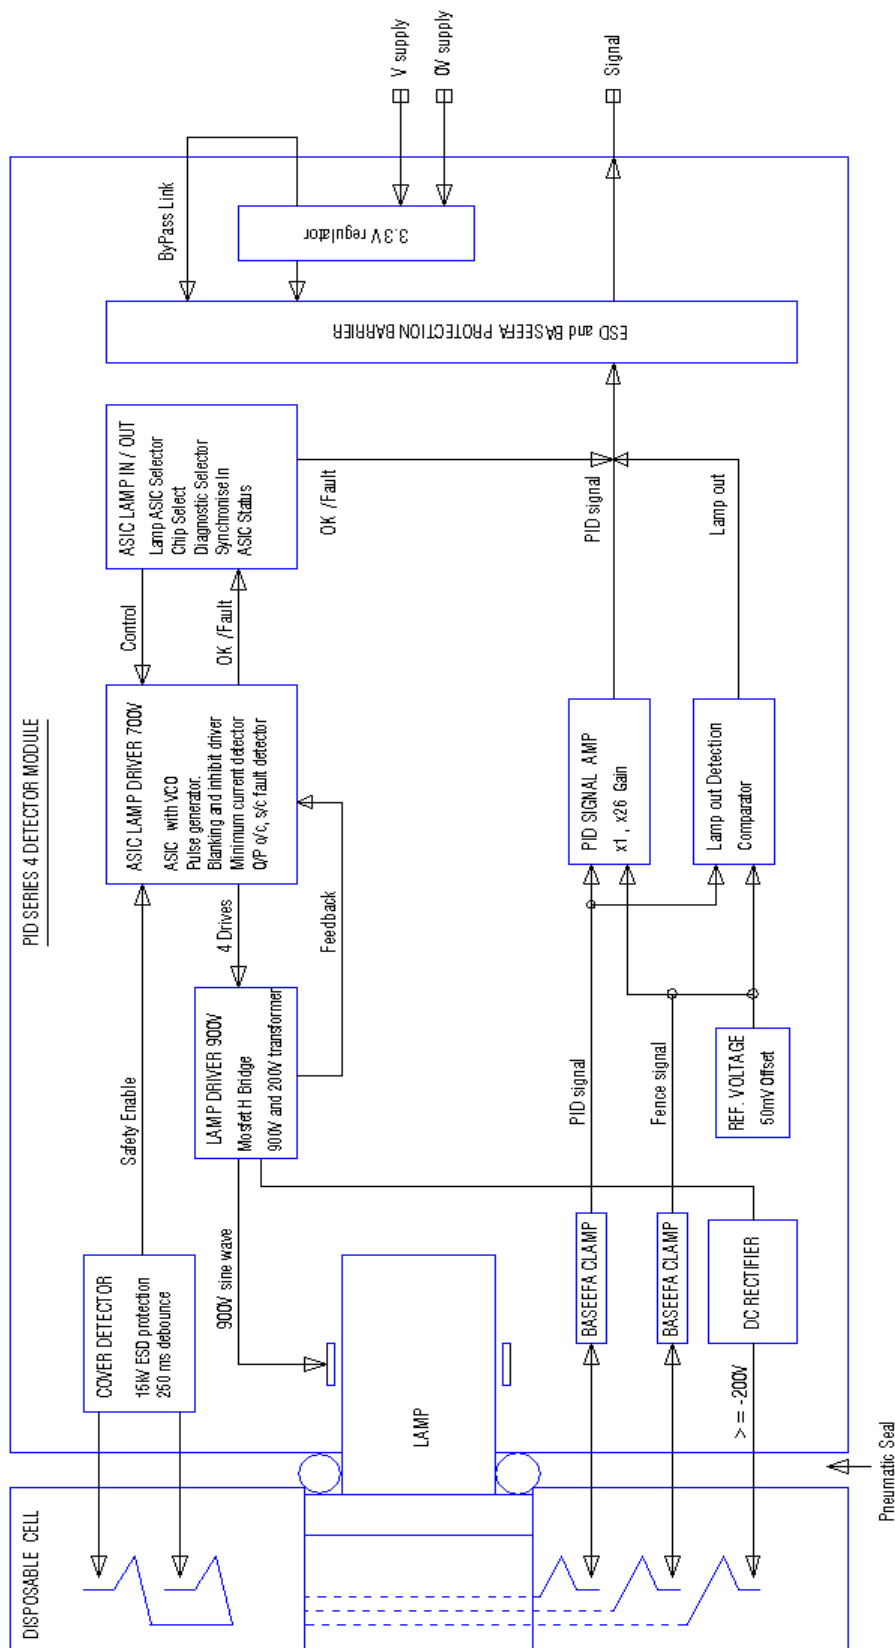 PID SERIES 4 DETECTOR MODULE
DISPOSABLE CELL
COVER DETECTOR
15kV ESD protection
250 ms debounce
Safety Enable
ASIC LAMP DRIVER 700V
ASIC with VCO
Pulse generator.
Blanking and inhibit driver
Minimum current detector
O/P o/c, s/c fault detector
Control
OK /Fault
ASIC LAMP IN / OUT
Lamp ASIC Selector
Chip Select
Diagnostic Selector
Synchronise In
ASIC Status
OK /Fault
ByPass Link
3.3V regulator
V supply
0V supply
Signal
ESD and BASEEFA PROTECTION BARRIER
LAMP DRIVER 900V
Mosfet H Bridge
900V and 200V transformer
4 Drives
Feedback
900V sine wave
LAMP
BASEEFA CLAMP
PID signal
PID SIGNAL AMP
x1, x26 Gain
PID signal
BASEEFA CLAMP
Fence signal
Lamp out Detection
Comparator
Lamp out
REF. VOLTAGE
50mV Offset
DC RECTIFIER
> = -200V
Pneumatic Seal